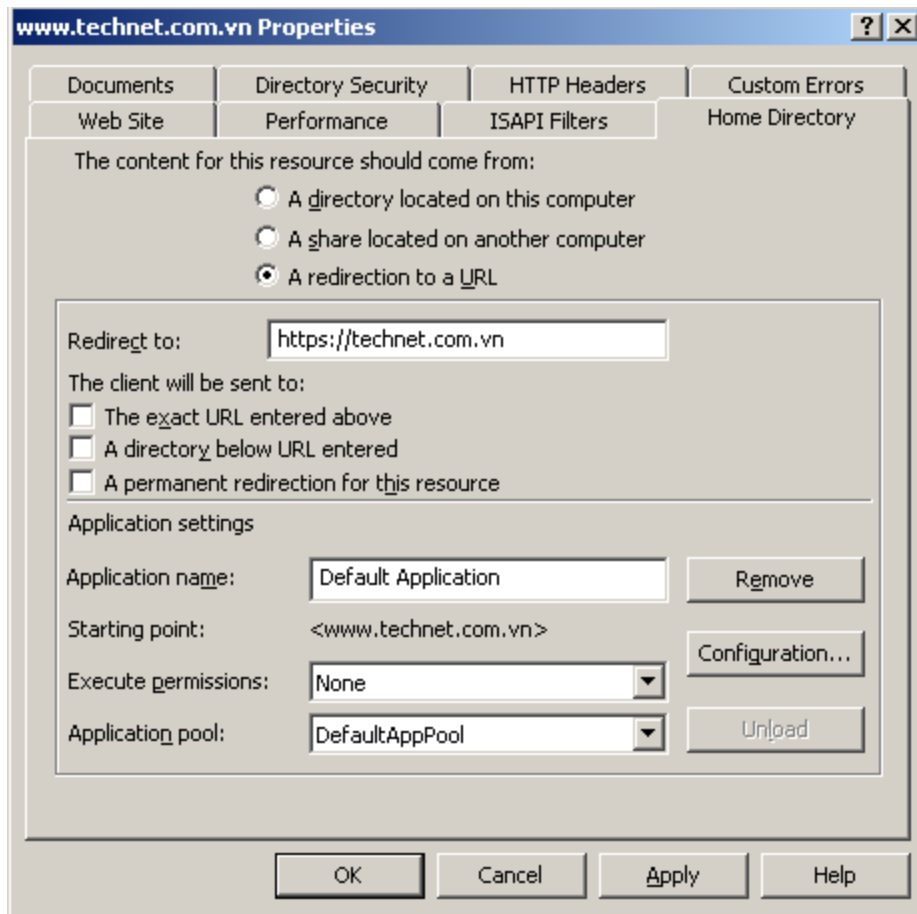 www.technet.com.vn Properties
Documents Directory Security HTTP Headers Custom Errors
Web Site Performance ISAPI Filters Home Directory
The content for this resource should come from:
A directory located on this computer
A share located on another computer
A redirection to a URL
Redirect to: https://technet.com.vn
The client will be sent to:
The exact URL entered above
A directory below URL entered
A permanent redirection for this resource
Application settings
Application name: Default Application Remove
Starting point: <www.technet.com.vn>
Configuration...
Execute permissions: None
Application pool: DefaultAppPool Unload
OK Cancel Apply Help